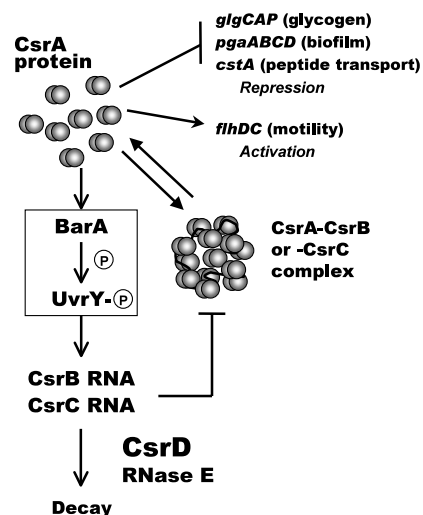 CsrA
protein
glgCAP (glycogen)
pgaABCD (biofilm)
cstA (peptide transport)
Repression
flhDC (motility)
Activation
BarA
P
UvrY-P
CsrA-CsrB
or -CsrC
complex
CsrB RNA
CsrC RNA
CsrD
RNase E
Decay